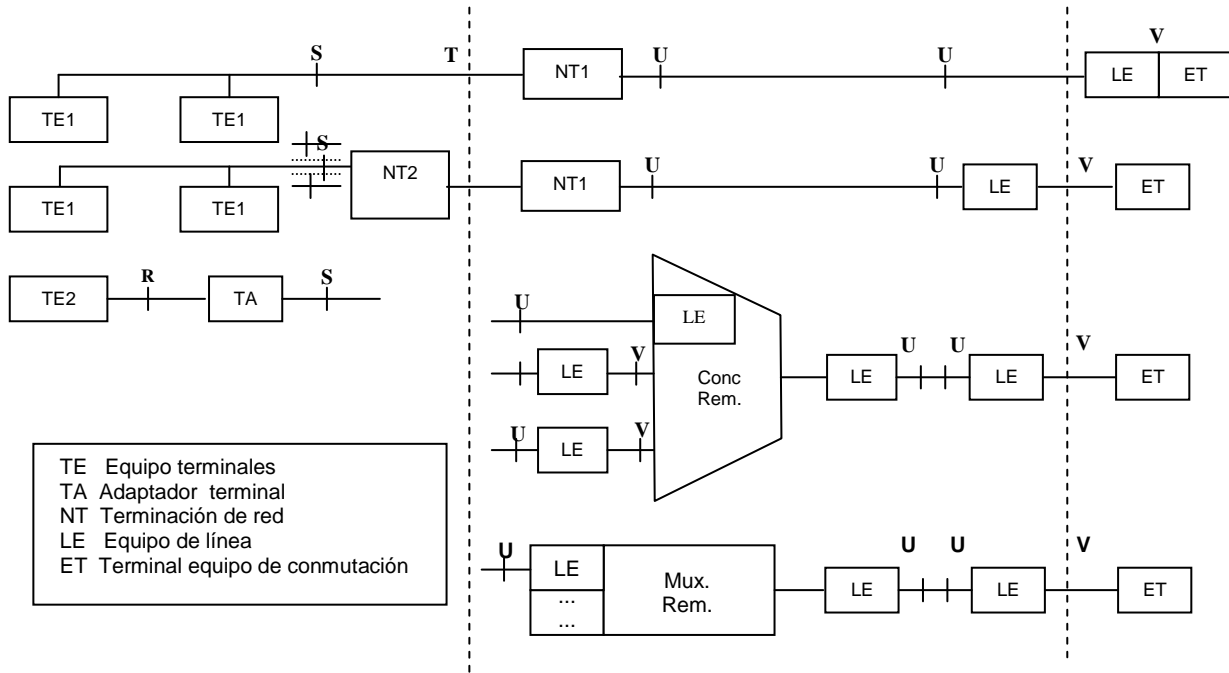 S T U U V
NT1 LE ET
TE1 TE1
S
NT2 NT1 U U LE V ET
TE1 TE1
TE2 R TA S
U LE
LE V Conc
Rem. LE U U LE V ET
U LE V
TE Equipo terminales
TA Adaptador terminal
NT Terminación de red
LE Equipo de línea
ET Terminal equipo de conmutación
U LE Mux.
... Rem. LE U U LE V ET
...